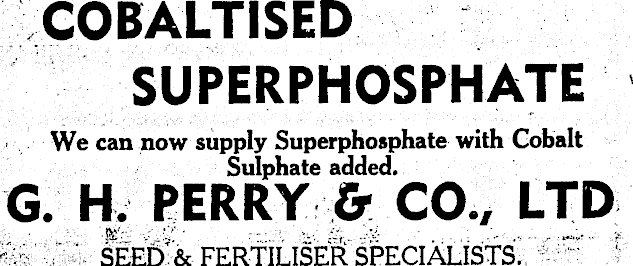 COBALTISED
SUPERPHOSPHATE
We can now supply Superphosphate with Cobalt
Sulphate added.
G. H. PERRY & CO., LTD
SEED & FERTILISER SPECIALISTS.